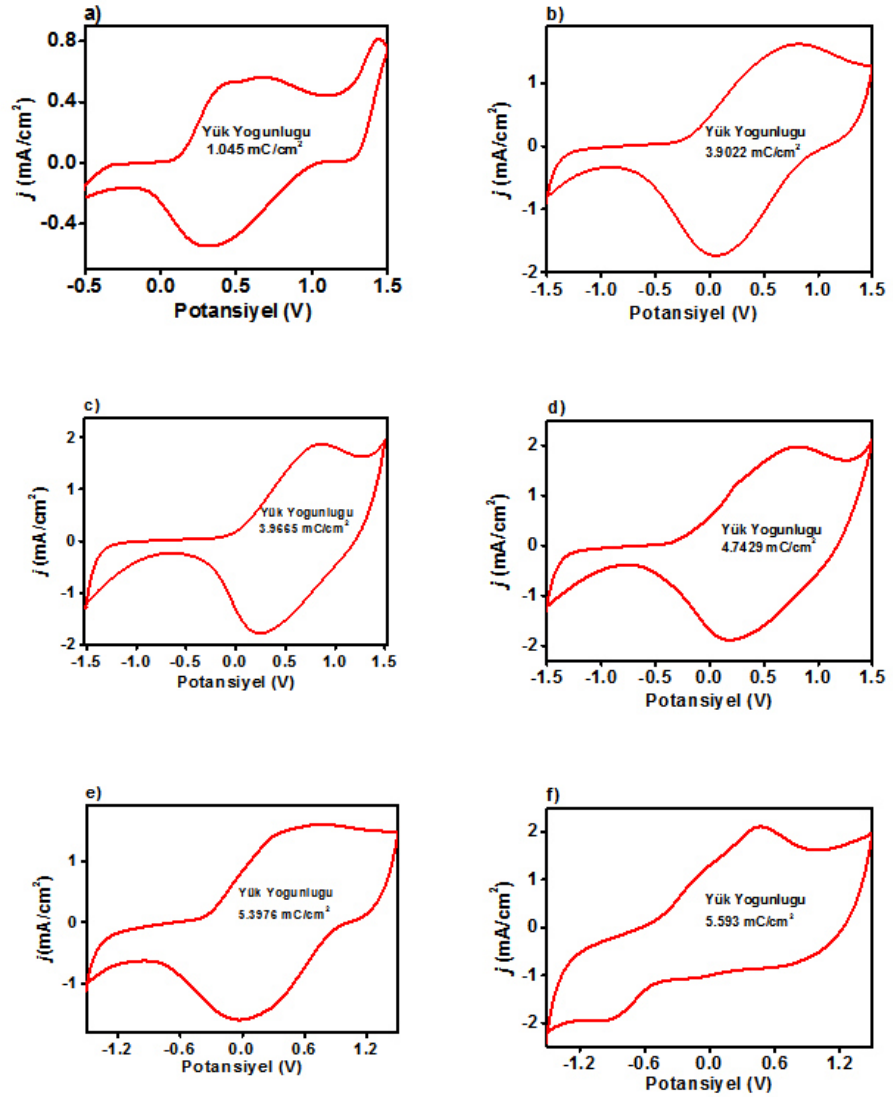 a)
j (mA/cm²)
0.8
0.4
0.0
-0.4
Yük Yogunlugu
1.045 mC/cm²
-0.5 0.0 0.5 1.0 1.5
Potansiyel (V)
b)
j (mA/cm²)
1
0
-1
-2
Yük Yogunlugu
3.9022 mC/cm²
-1.5 -1.0 -0.5 0.0 0.5 1.0 1.5
Potansiyel (V)
c)
j (mA/cm²)
2
1
0
-1
-2
Yük Yogunlugu
3.9665 mC/cm²
-1.5 -1.0 -0.5 0.0 0.5 1.0 1.5
Potansiyel (V)
d)
j (mA/cm²)
2
1
0
-1
-2
Yük Yogunlugu
4.7429 mC/cm²
-1.5 -1.0 -0.5 0.0 0.5 1.0 1.5
Potansiyel (V)
e)
j(mA/cm²)
1
0
-1
Yük Yogunlugu
5.3976 mC/cm²
-1.2 -0.6 0.0 0.6 1.2
Potansiyel (V)
f)
j (mA/cm²)
2
1
0
-1
-2
Yük Yogunlugu
5.593 mC/cm²
-1.2 -0.6 0.0 0.6 1.2
Potansiyel (V)